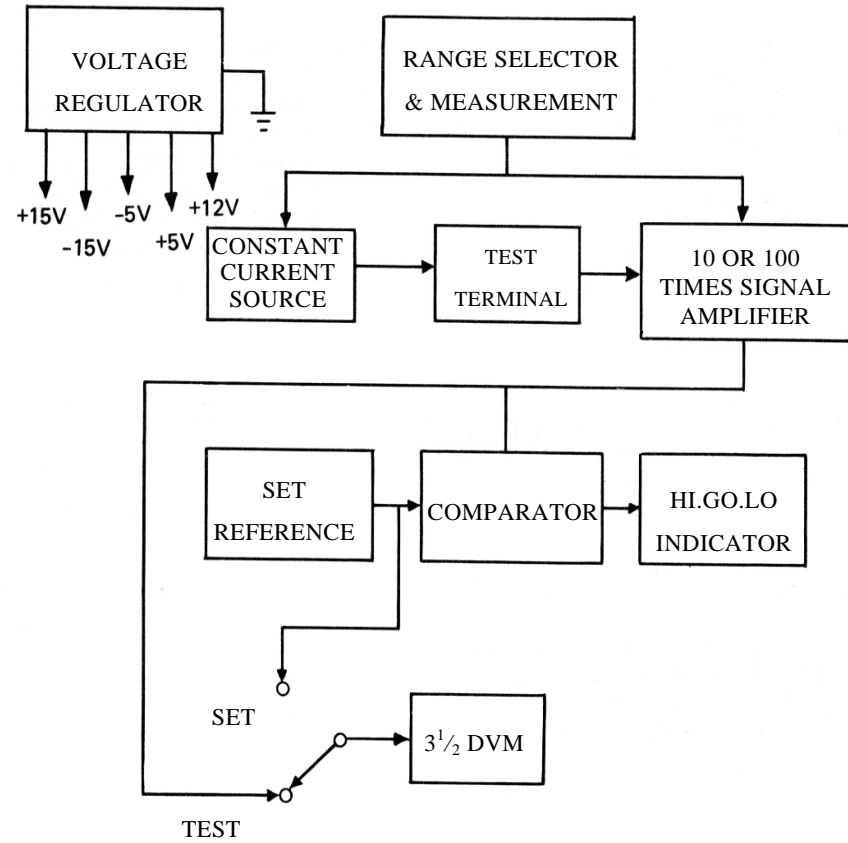 VOLTAGE
REGULATOR
+15V
-15V
-5V
+5V
+12V
RANGE SELECTOR
& MEASUREMENT
CONSTANT
CURRENT
SOURCE
TEST
TERMINAL
10 OR 100
TIMES SIGNAL
AMPLIFIER
SET
REFERENCE
COMPARATOR
HI.GO.LO
INDICATOR
SET
3½ DVM
TEST